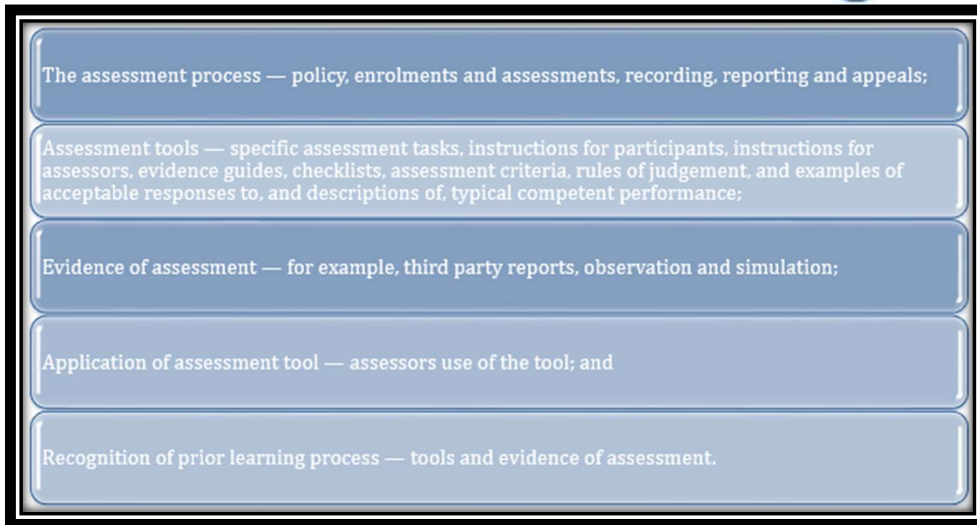 The assessment process — policy, enrolments and assessments, recording, reporting and appeals;
Assessment tools — specific assessment tasks, instructions for participants, instructions for
assessors, evidence guides, checklists, assessment criteria, rules of judgement, and examples of
acceptable responses to, and descriptions of, typical competent performance;
Evidence of assessment — for example, third party reports, observation and simulation;
Application of assessment tool — assessors use of the tool; and
Recognition of prior learning process — tools and evidence of assessment.